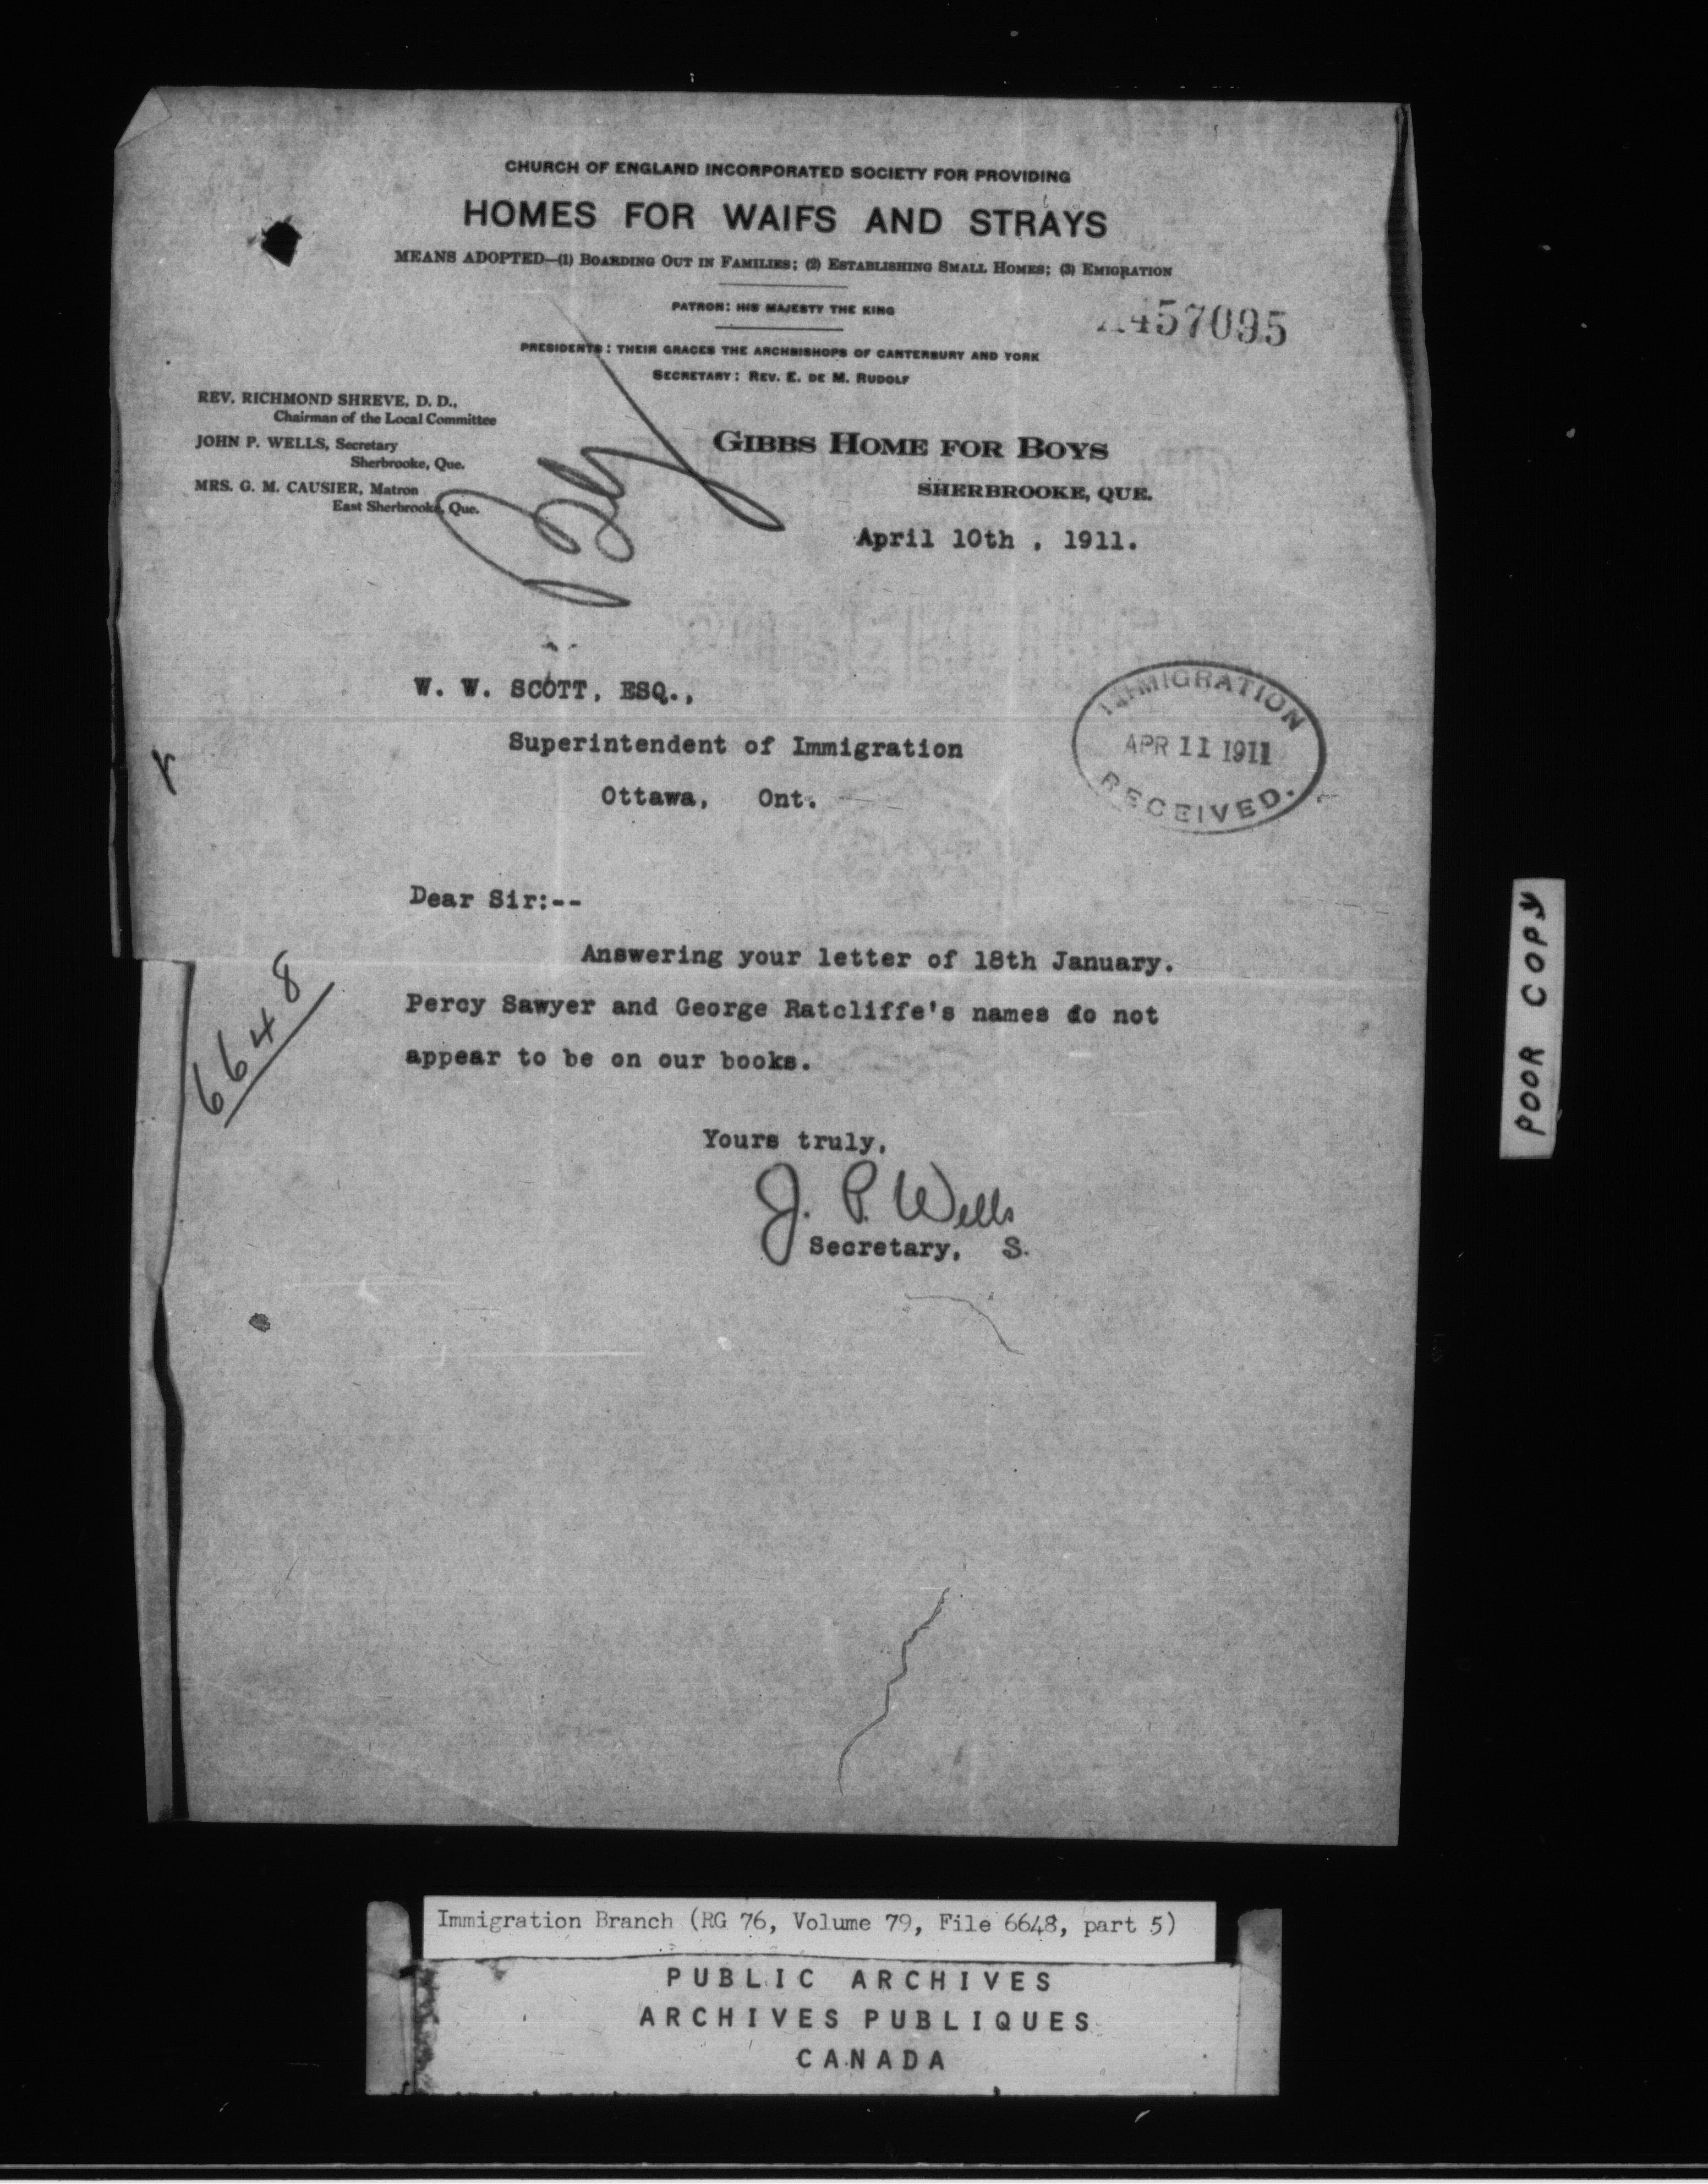 CHURCH OF ENGLAND INCORPORATED SOCIETY FOR PROVIDING
HOMES FOR WAIFS AND STRAYS
MEANS ADOPTED—(1) BOARDING OUT IN FAMILIES; (2) ESTABLISHING SMALL HOMES; (3) EMIGRATION
PATRON: HIS MAJESTY THE KING
457095
PRESIDENTS: THEIR GRACES THE ARCHBISHOPS OF CANTERBURY AND YORK
SECRETARY: REV. E. DE M. RUDOLF
REV. RICHMOND SHREVE, D. D.,
Chairman of the Local Committee
JOHN P. WELLS, Secretary
Sherbrooke, Que.
MRS. G. M. CAUSIER, Matron
East Sherbrooke, Que.
GIBBS HOME FOR BOYS
SHERBROOKE, QUE.
April 10th , 1911.
W. W. SCOTT, ESQ.,
Superintendent of Immigration
Ottawa, Ont.
IMMIGRATION
APR 11 1911
RECEIVED.
Dear Sir:--
Answering your letter of 18th January.
Percy Sawyer and George Ratcliffe's names do not
appear to be on our books.
6648
Yours truly,
J. P. Wells
Secretary, S.
POOR COPY
Immigration Branch (RG 76, Volume 79, File 6648, part 5)
PUBLIC ARCHIVES
ARCHIVES PUBLIQUES
CANADA